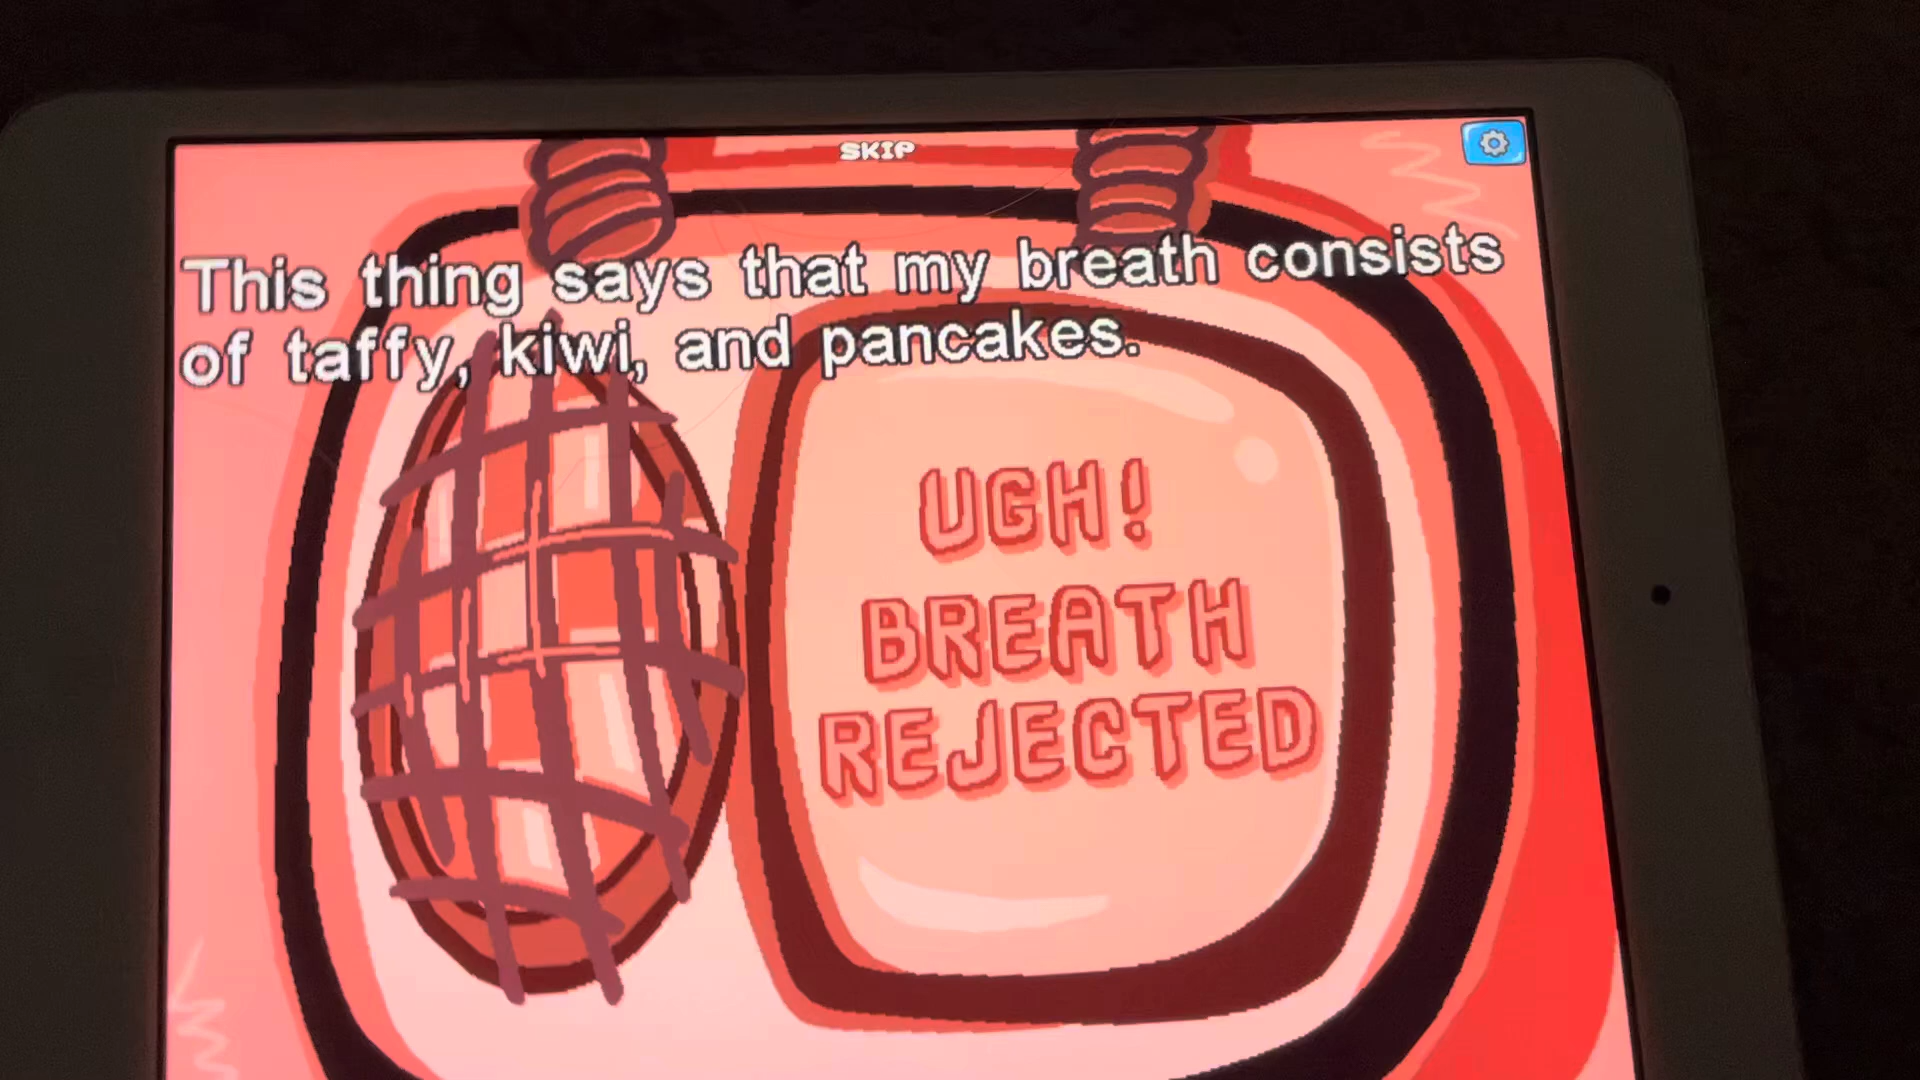 SKIP
This thing says that my breath consists
of taffy, kiwi, and pancakes.
UGH!
BREATH
REJECTED